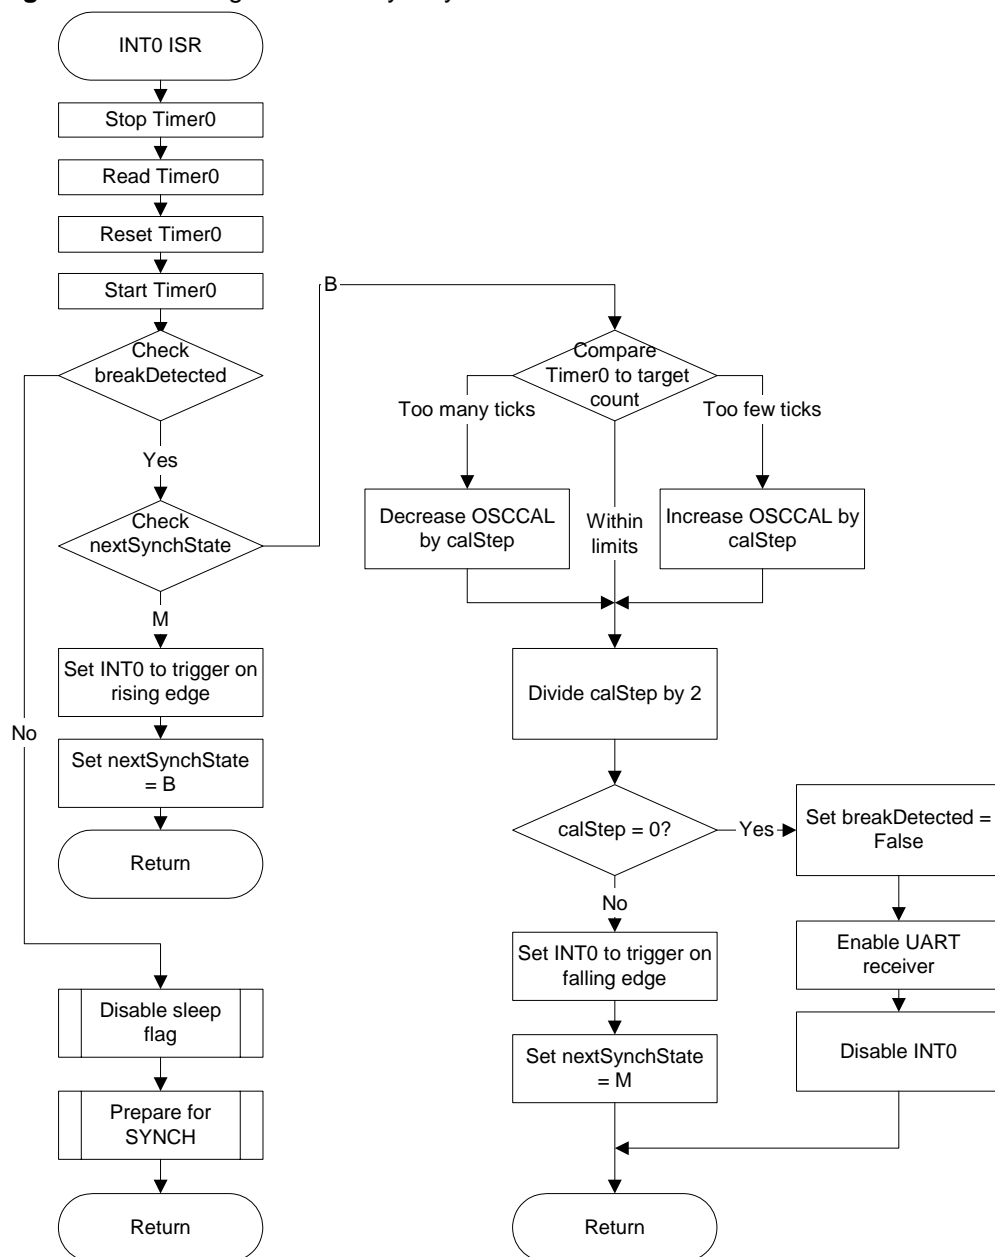 INT0 ISR
Stop Timer0
Read Timer0
Reset Timer0
Start Timer0
Check
breakDetected
Yes
Check
nextSynchState
M
Set INT0 to trigger on
rising edge
Set nextSynchState
= B
Return
No
Disable sleep
flag
Prepare for
SYNCH
Return
B
Compare
Timer0 to target
count
Too many ticks
Too few ticks
Decrease OSCCAL
by calStep
Within
limits
Increase OSCCAL by
calStep
Divide calStep by 2
calStep = 0?
Yes
Set breakDetected =
False
Enable UART
receiver
Disable INT0
No
Set INT0 to trigger on
falling edge
Set nextSynchState
= M
Return